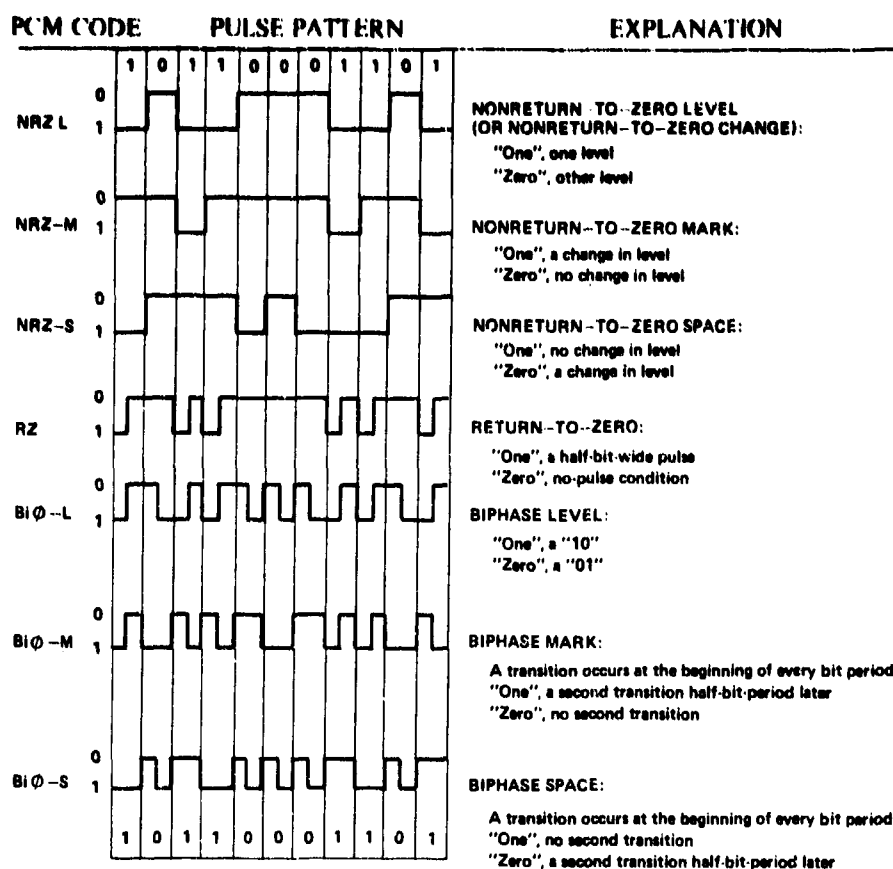 PCM CODE PULSE PATTERN EXPLANATION
1 0 1 1 0 0 0 1 1 0 1
NRZ L 0 1
NONRETURN-TO-ZERO LEVEL
(OR NONRETURN-TO-ZERO CHANGE):
"One", one level
"Zero", other level
NRZ-M 0 1
NONRETURN-TO-ZERO MARK:
"One", a change in level
"Zero", no change in level
NRZ-S 0 1
NONRETURN-TO-ZERO SPACE:
"One", no change in level
"Zero", a change in level
RZ 0 1
RETURN-TO-ZERO:
"One", a half-bit-wide pulse
"Zero", no-pulse condition
BiØ-L 0 1
BIPHASE LEVEL:
"One", a "10"
"Zero", a "01"
BiØ-M 0 1
BIPHASE MARK:
A transition occurs at the beginning of every bit period
"One", a second transition half-bit-period later
"Zero", no second transition
BiØ-S 0 1
BIPHASE SPACE:
A transition occurs at the beginning of every bit period
"One", no second transition
"Zero", a second transition half-bit-period later
1 0 1 1 0 0 0 1 1 0 1